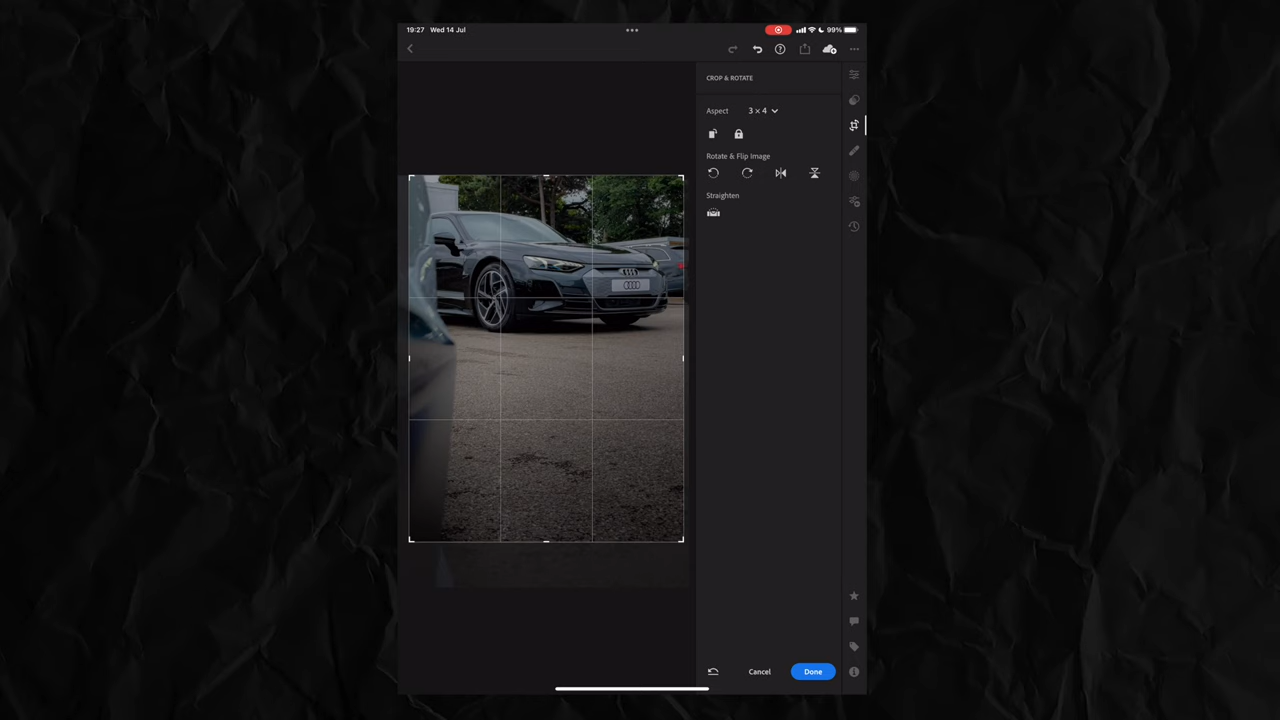 19:27 Wed 14 Jul
99%
CROP & ROTATE
Aspect 3 × 4
Rotate & Flip Image
Straighten
Cancel Done